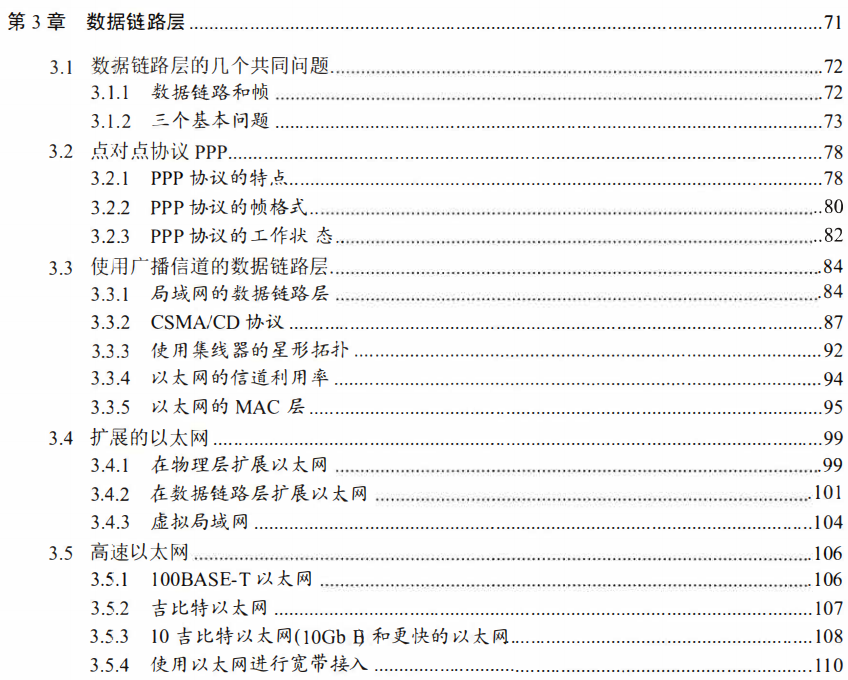 第 3 章 数据链路层 71
3.1 数据链路层的几个共同问题 72
3.1.1 数据链路和帧 72
3.1.2 三个基本问题 73
3.2 点对点协议 PPP 78
3.2.1 PPP 协议的特点 78
3.2.2 PPP 协议的帧格式 80
3.2.3 PPP 协议的工作状 态 82
3.3 使用广播信道的数据链路层 84
3.3.1 局域网的数据链路层 84
3.3.2 CSMA/CD 协议 87
3.3.3 使用集线器的星形拓扑 92
3.3.4 以太网的信道利用率 94
3.3.5 以太网的 MAC 层 95
3.4 扩展的以太网 99
3.4.1 在物理层扩展以太网 99
3.4.2 在数据链路层扩展以太网 101
3.4.3 虚拟局域网 104
3.5 高速以太网 106
3.5.1 100BASE-T 以太网 106
3.5.2 吉比特以太网 107
3.5.3 10 吉比特以太网(10Gb 和更快的以太网 108
3.5.4 使用以太网进行宽带接入 110